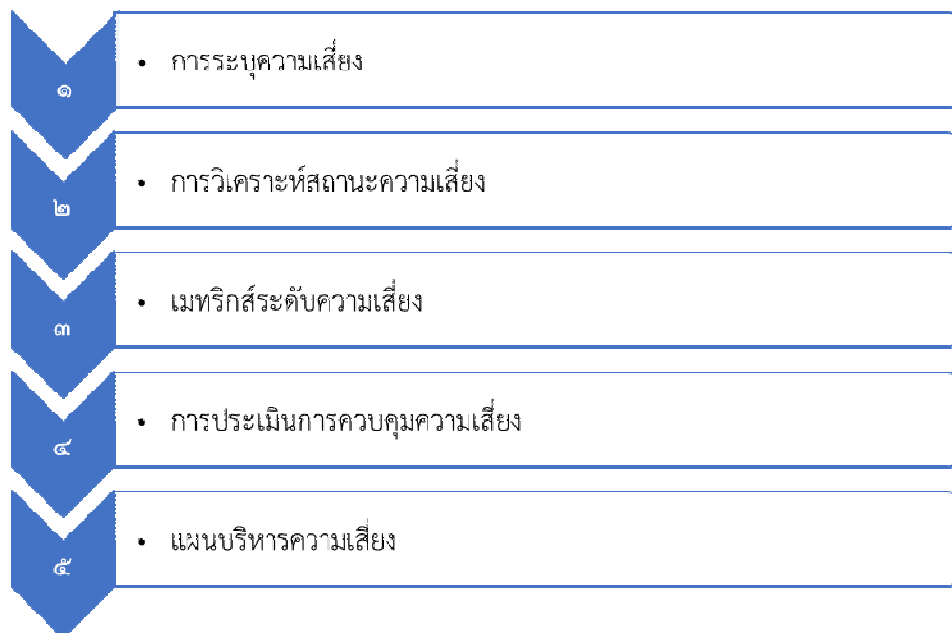 ๑
• การระบุความเสี่ยง
๒
• การวิเคราะห์สถานะความเสี่ยง
๓
• เมทริกส์ระดับความเสี่ยง
๔
• การประเมินการควบคุมความเสี่ยง
๕
• แผนบริหารความเสี่ยง